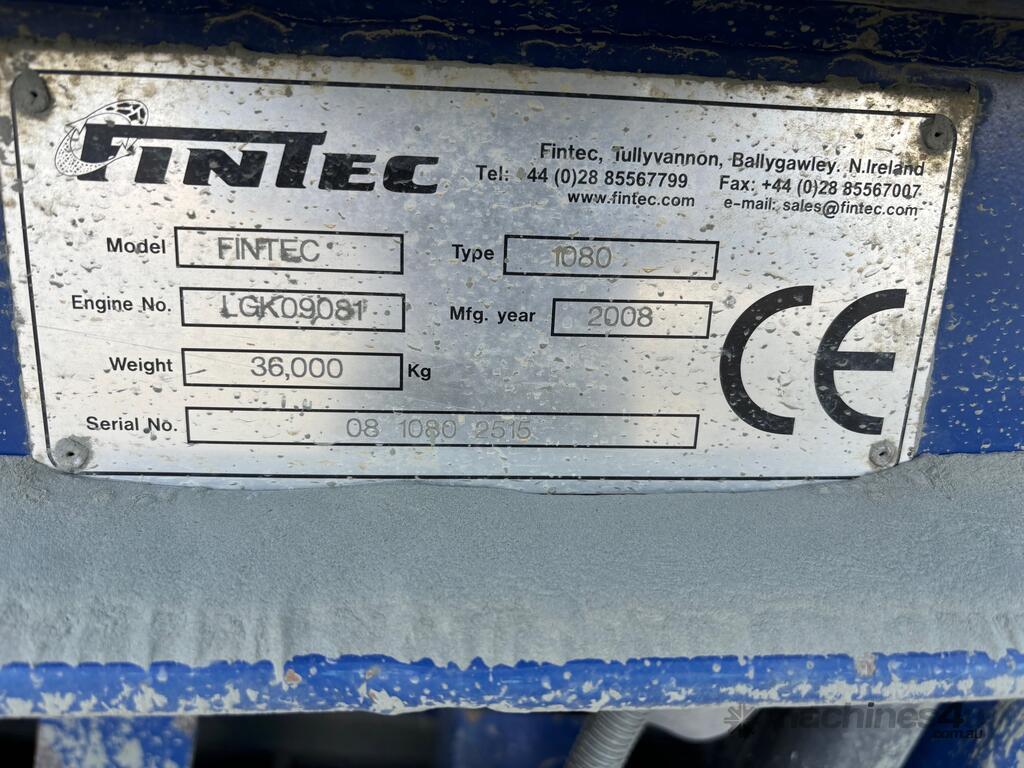 FINTEC
Fintec, Tullyvannon, Ballygawley. N.Ireland
Tel: 44 (0)28 85567799 Fax: +44 (0)28 85567007
www.fintec.com e-mail: sales@fintec.com
Model FINTEC Type 1080
Engine No. LGK09081 Mfg. year 2008
Weight 36,000 Kg
Serial No. 08 1080 2515
CE
machines4u
.com.au